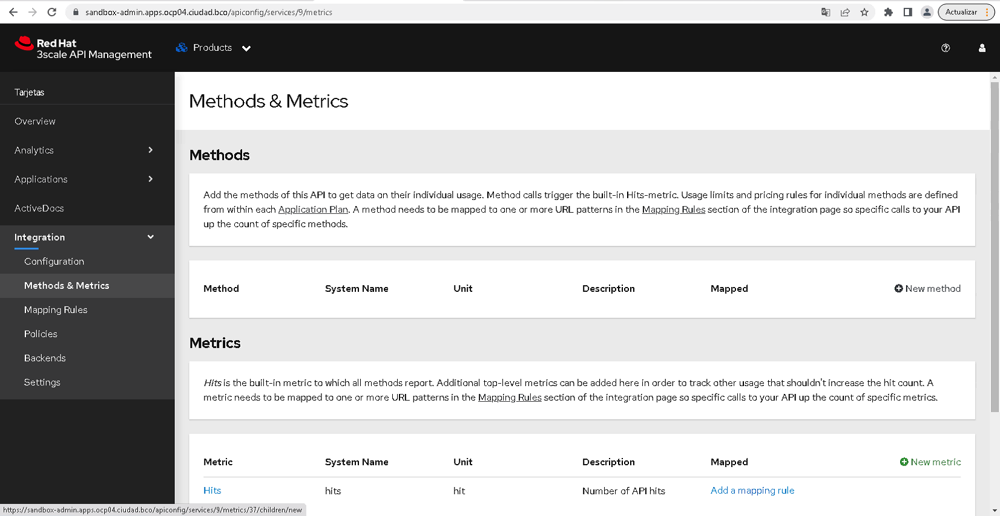 sandbox-admin.apps.ocp04.ciudad.bco/apiconfig/services/9/metrics
Actualizar
Red Hat
3scale API Management
Products
Tarjetas
Overview
Analytics
Applications
ActiveDocs
Integration
Configuration
Methods & Metrics
Mapping Rules
Policies
Backends
Settings
Methods & Metrics
Methods
Add the methods of this API to get data on their individual usage. Method calls trigger the built-in Hits-metric. Usage limits and pricing rules for individual methods are defined
from within each Application Plan. A method needs to be mapped to one or more URL patterns in the Mapping Rules section of the integration page so specific calls to your API
up the count of specific methods.
Method System Name Unit Description Mapped New method
Metrics
Hits is the built-in metric to which all methods report. Additional top-level metrics can be added here in order to track other usage that shouldn't increase the hit count. A
metric needs to be mapped to one or more URL patterns in the Mapping Rules section of the integration page so specific calls to your API up the count of specific metrics.
Metric System Name Unit Description Mapped New metric
Hits hits hit Number of API hits Add a mapping rule
https://sandbox-admin.apps.ocp04.ciudad.bco/apiconfig/services/9/metrics/37/children/new